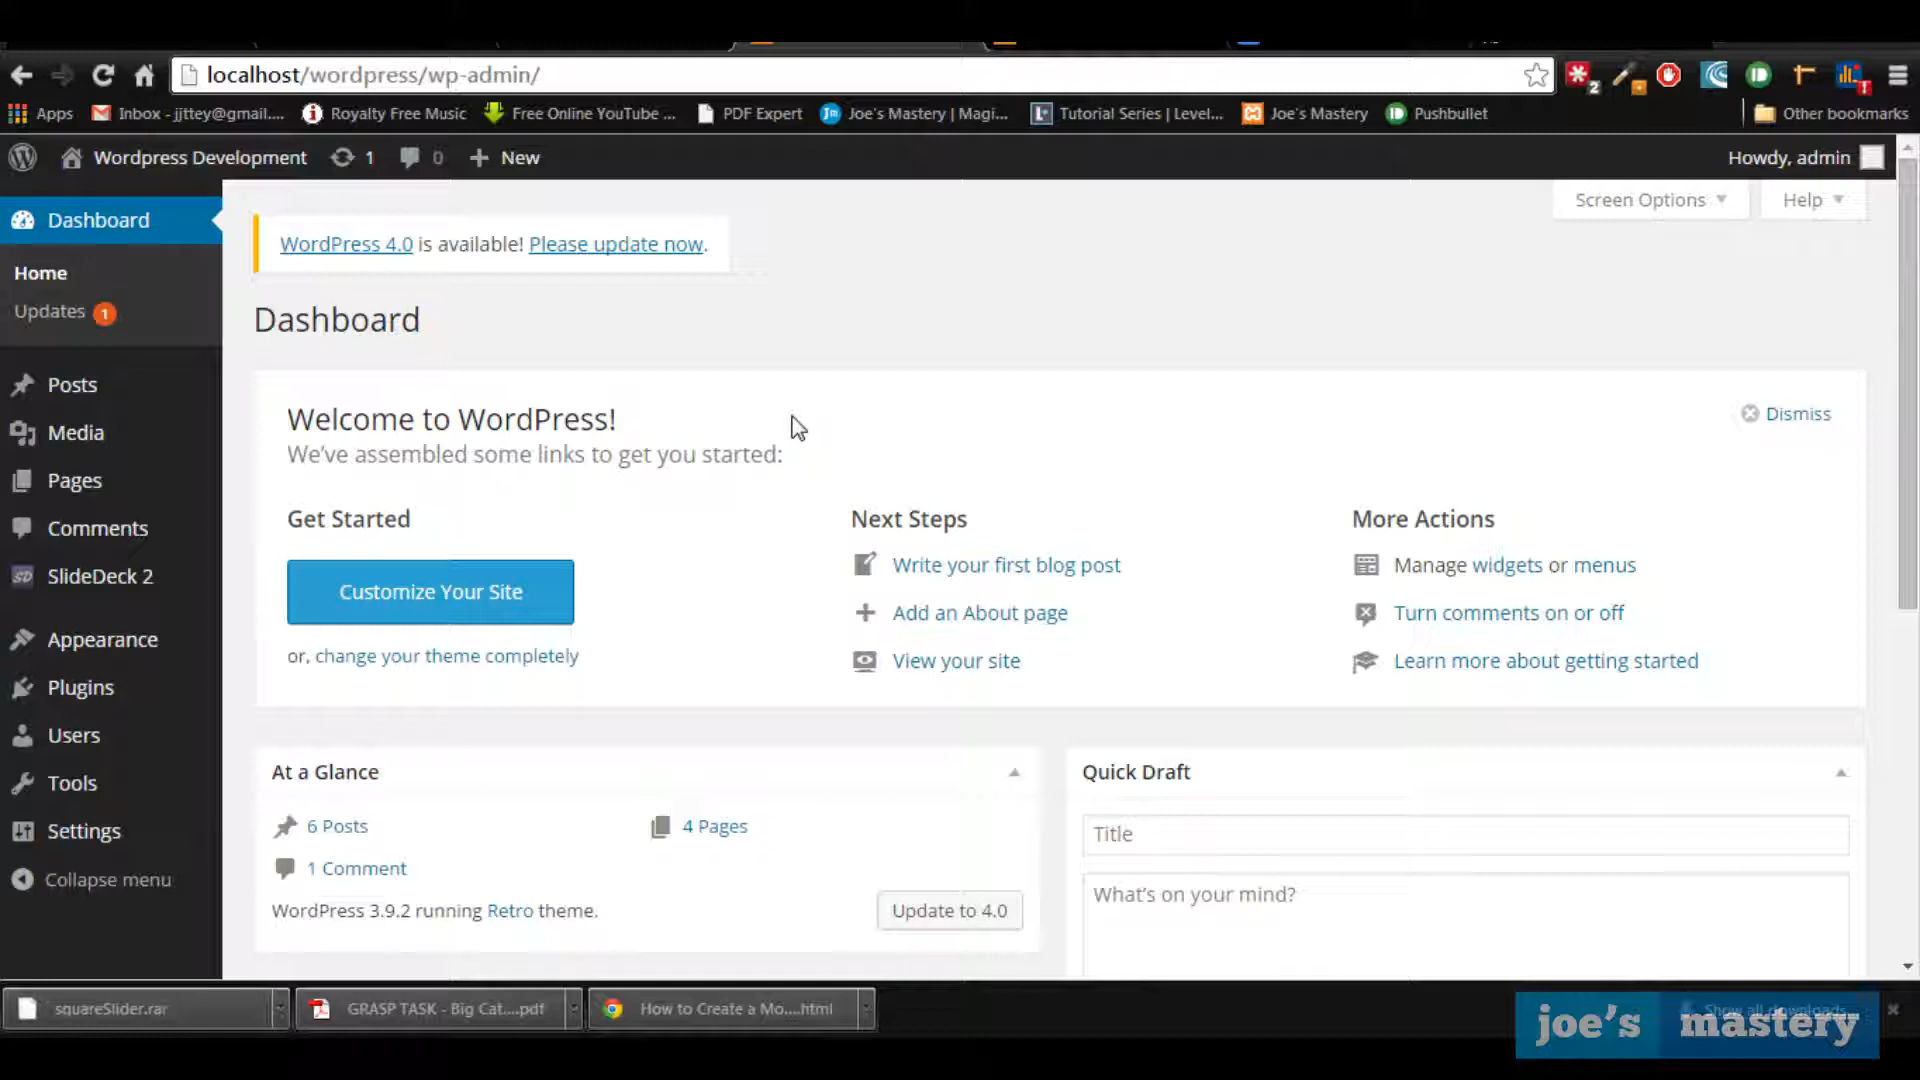 localhost/wordpress/wp-admin/
2
1
Apps
Inbox - jjttey@gmail....
Royalty Free Music
Free Online YouTube ...
PDF Expert
Joe's Mastery | Magi...
Tutorial Series | Level...
Joe's Mastery
Pushbullet
Other bookmarks
Wordpress Development
1
0
New
Howdy, admin
Dashboard
Home
Updates 1
Posts
Media
Pages
Comments
SlideDeck 2
Appearance
Plugins
Users
Tools
Settings
Collapse menu
Screen Options
Help
WordPress 4.0 is available! Please update now.
Dashboard
Welcome to WordPress!
Dismiss
We've assembled some links to get you started:
Get Started
Customize Your Site
or, change your theme completely
Next Steps
Write your first blog post
Add an About page
View your site
More Actions
Manage widgets or menus
Turn comments on or off
Learn more about getting started
At a Glance
6 Posts
4 Pages
1 Comment
WordPress 3.9.2 running Retro theme.
Update to 4.0
Quick Draft
Title
What's on your mind?
squareSlider.rar
GRASP TASK - Big Cat....pdf
How to Create a Mo....html
Show all downloads...
joe's mastery